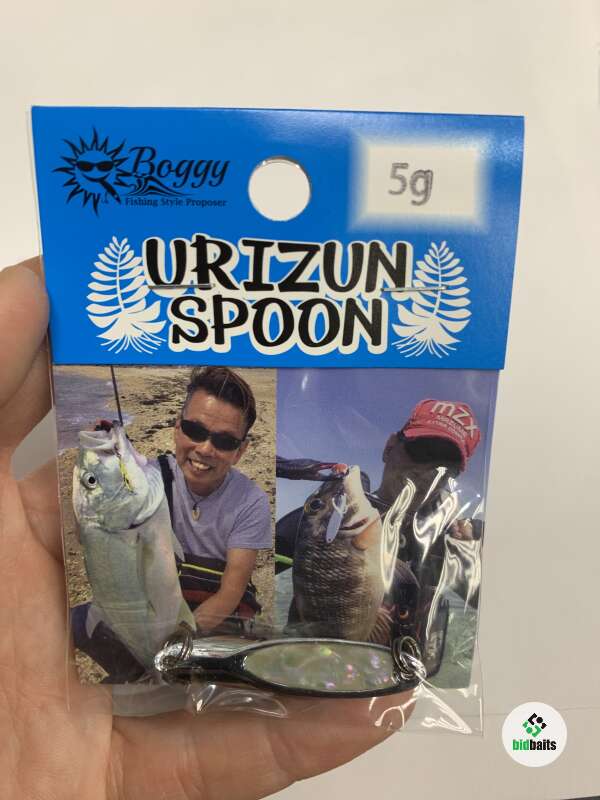 Boggy
Fishing Style Proposer
5g
URIZUN
SPOON
mzx
bidbaits